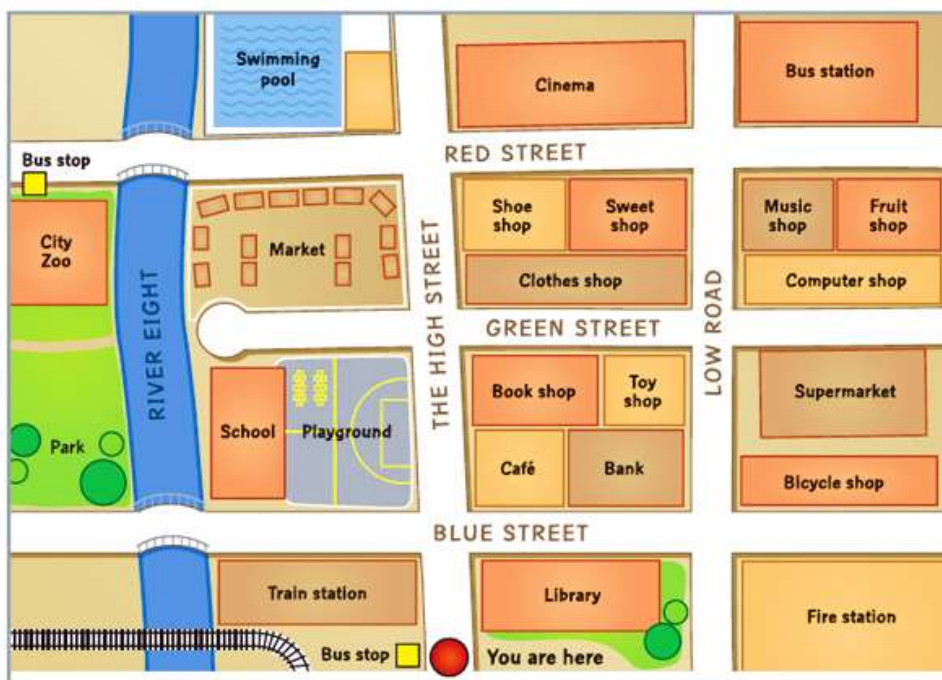 Swimming
pool
Cinema
Bus station
RED STREET
Bus stop
City
Zoo
Market
Shoe
shop
Sweet
shop
Music
shop
Fruit
shop
Clothes shop
Computer shop
RIVER EIGHT
THE HIGH STREET
GREEN STREET
LOW ROAD
Park
School
Playground
Book shop
Toy
shop
Supermarket
Café
Bank
Bicycle shop
BLUE STREET
Train station
Library
Fire station
Bus stop
You are here